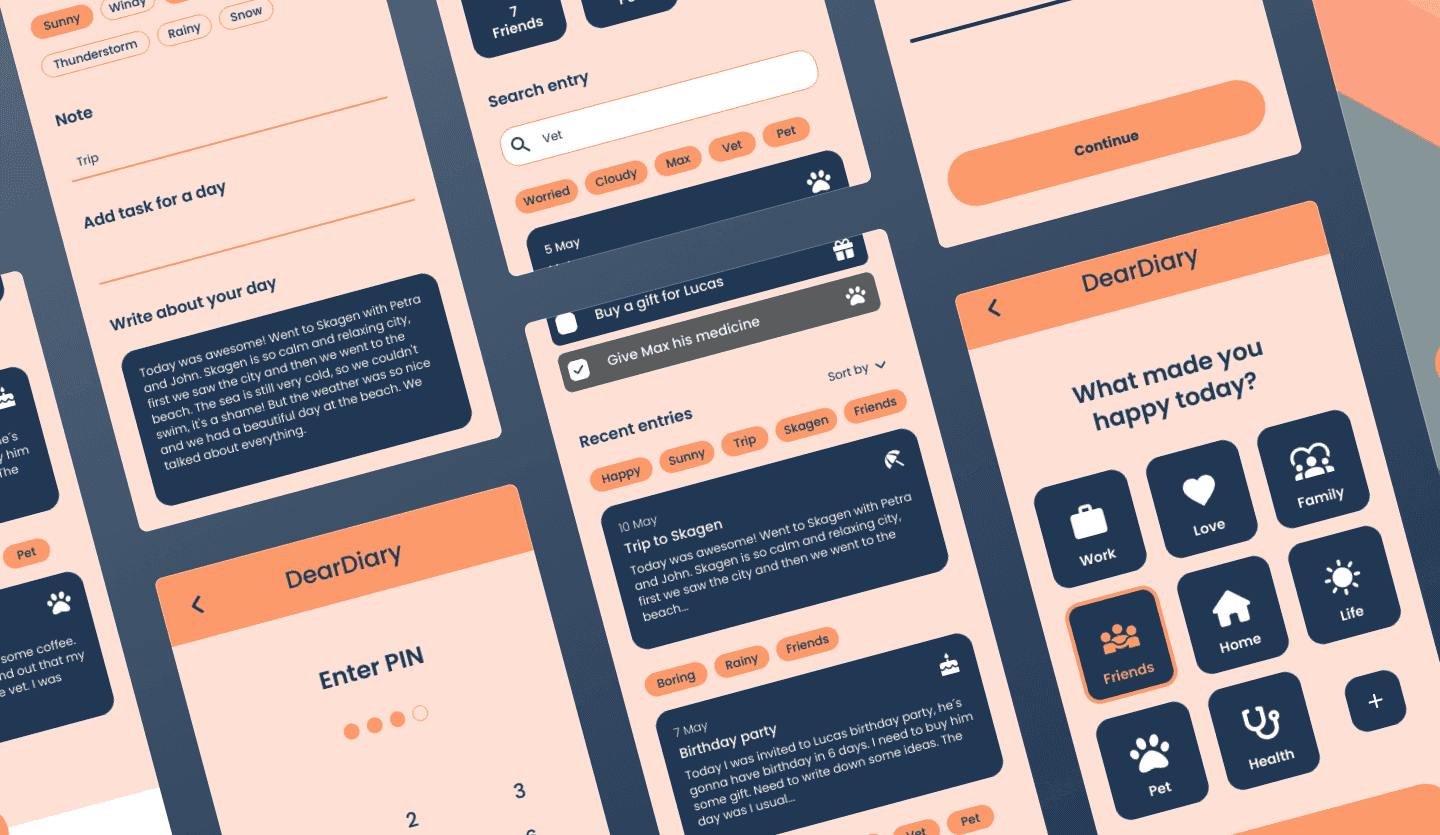 Sunny
Windy
Thunderstorm
Rainy
Snow
Note
Trip
Add task for a day
Write about your day
Today was awesome! Went to Skagen with Petra
and John. Skagen is so calm and relaxing city,
first we saw the city and then we went to the
beach. The sea is still very cold, so we couldn't
swim, it's a shame! But the weather was so nice
and we had a beautiful day at the beach. We
talked about everything.
7
Friends
Search entry
Vet
Worried
Cloudy
Max
Vet
Pet
5 May
Continue
Buy a gift for Lucas
Give Max his medicine
Sort by
Recent entries
Happy
Sunny
Trip
Skagen
Friends
10 May
Trip to Skagen
Today was awesome! Went to Skagen with Petra
and John. Skagen is so calm and relaxing city,
first we saw the city and then we went to the
beach...
Boring
Rainy
Friends
7 May
Birthday party
Today I was invited to Lucas birthday party, he´s
gonna have birthday in 6 days. I need to buy him
some gift. Need to write down some ideas. The
day was I usual...
Vet
Pet
DearDiary
What made you
happy today?
Work
Love
Family
Friends
Home
Life
Pet
Health
+
DearDiary
Enter PIN
2
3
he´s
y him
The
Pet
some coffee.
nd out that my
e vet. I was